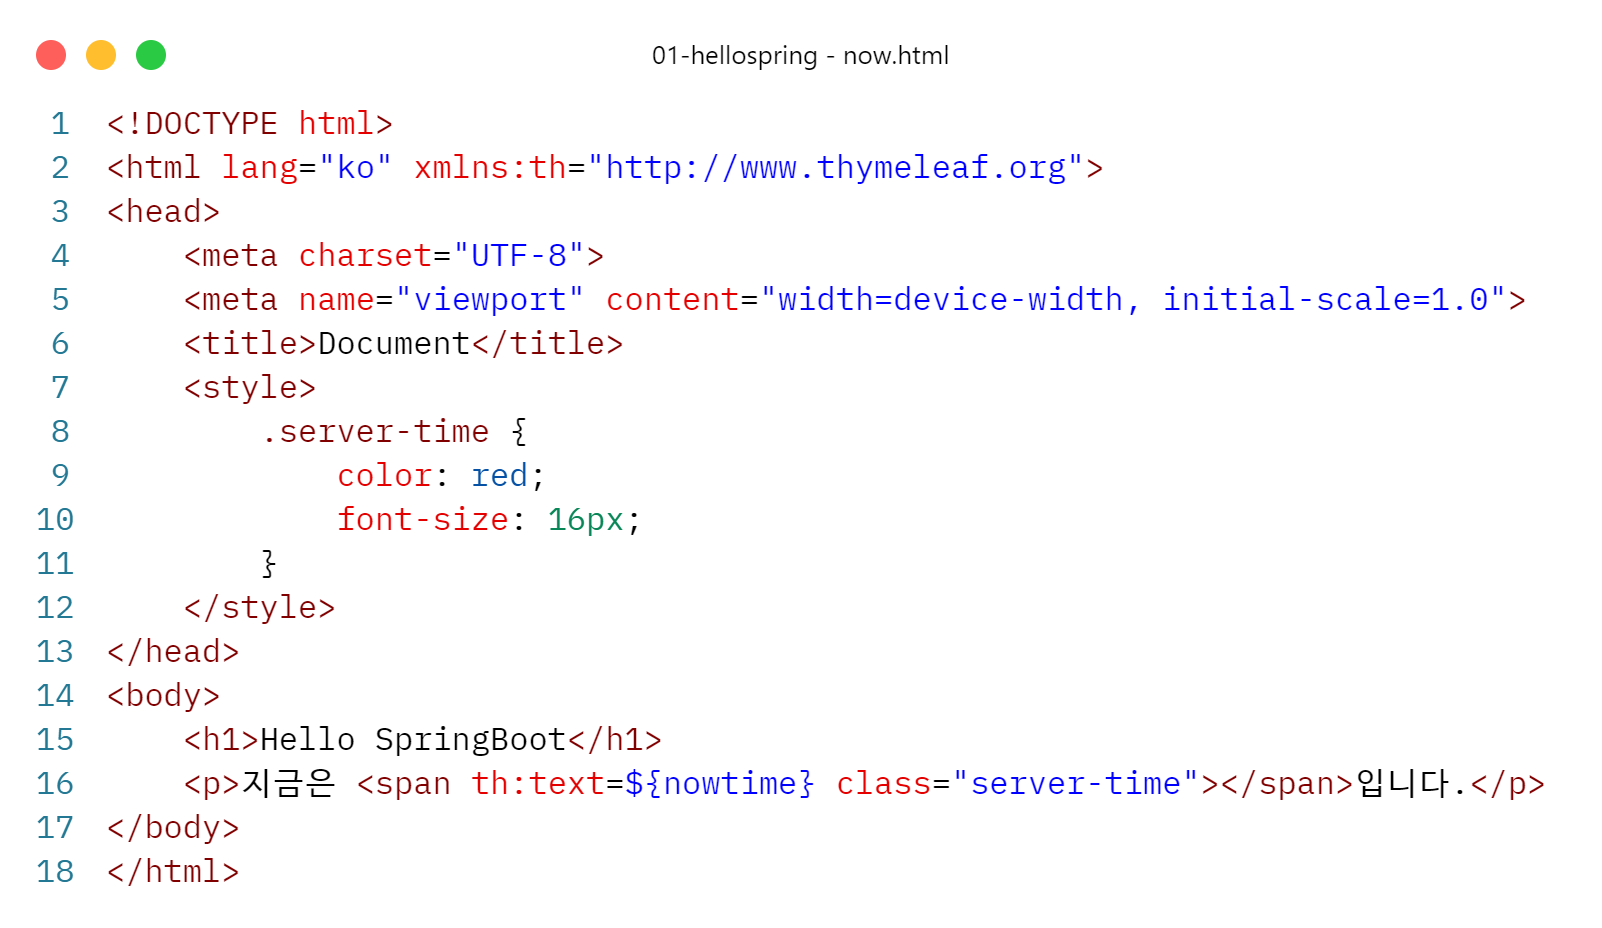 01-hellospring - now.html
1 <!DOCTYPE html>
2 <html lang="ko" xmlns:th="http://www.thymeleaf.org">
3 <head>
4     <meta charset="UTF-8">
5     <meta name="viewport" content="width=device-width, initial-scale=1.0">
6     <title>Document</title>
7     <style>
8         .server-time {
9             color: red;
10             font-size: 16px;
11         }
12     </style>
13 </head>
14 <body>
15     <h1>Hello SpringBoot</h1>
16     <p>지금은 <span th:text=${nowtime} class="server-time"></span>입니다.</p>
17 </body>
18 </html>